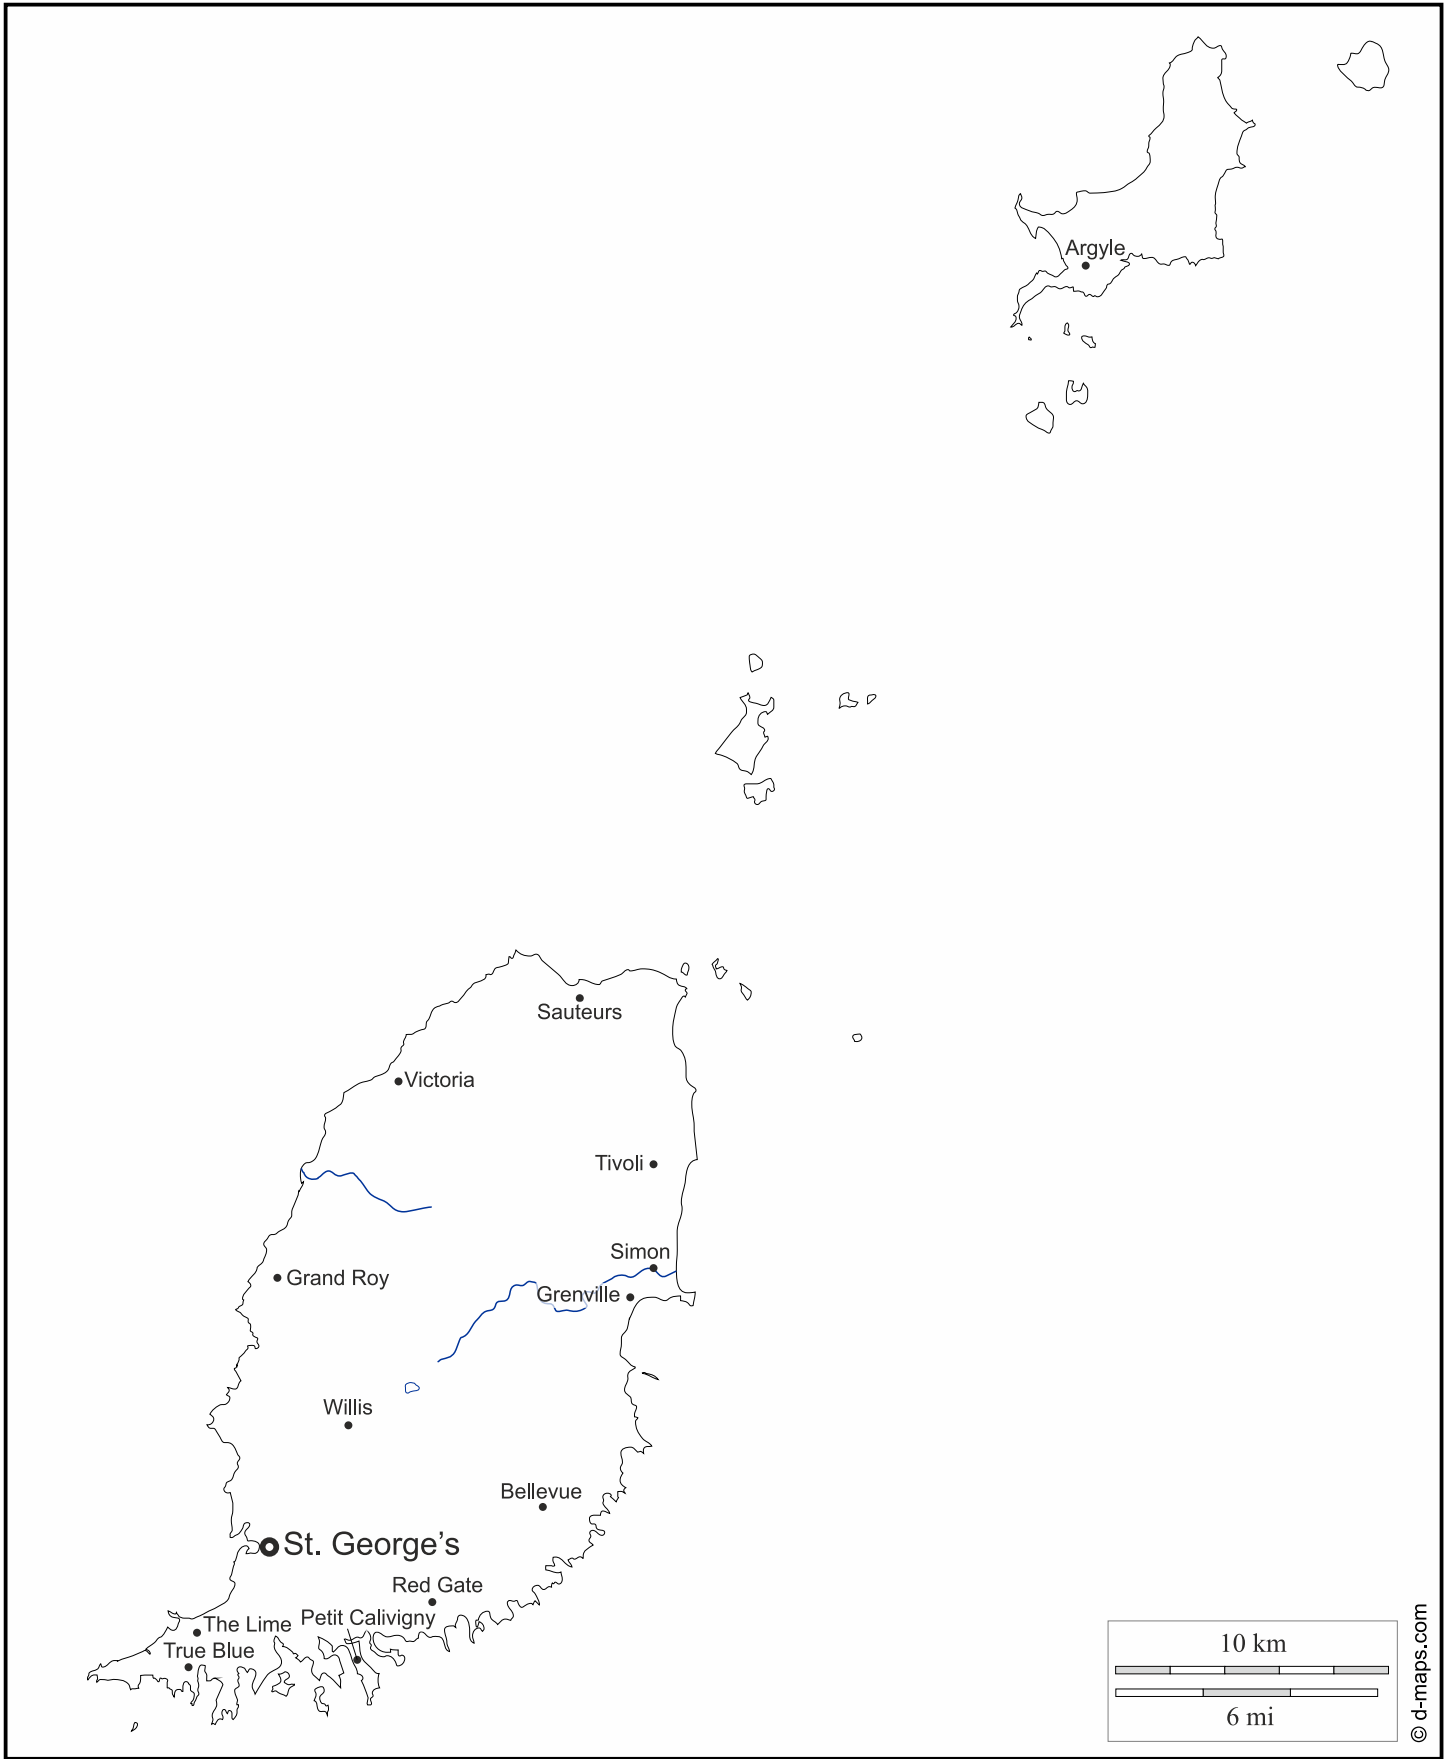 Argyle
Sauteurs
Victoria
Tivoli
Simon
Grand Roy
Grenville
Willis
Bellevue
St. George's
Red Gate
Petit Calivigny
The Lime
True Blue
10 km
6 mi
© d-maps.com